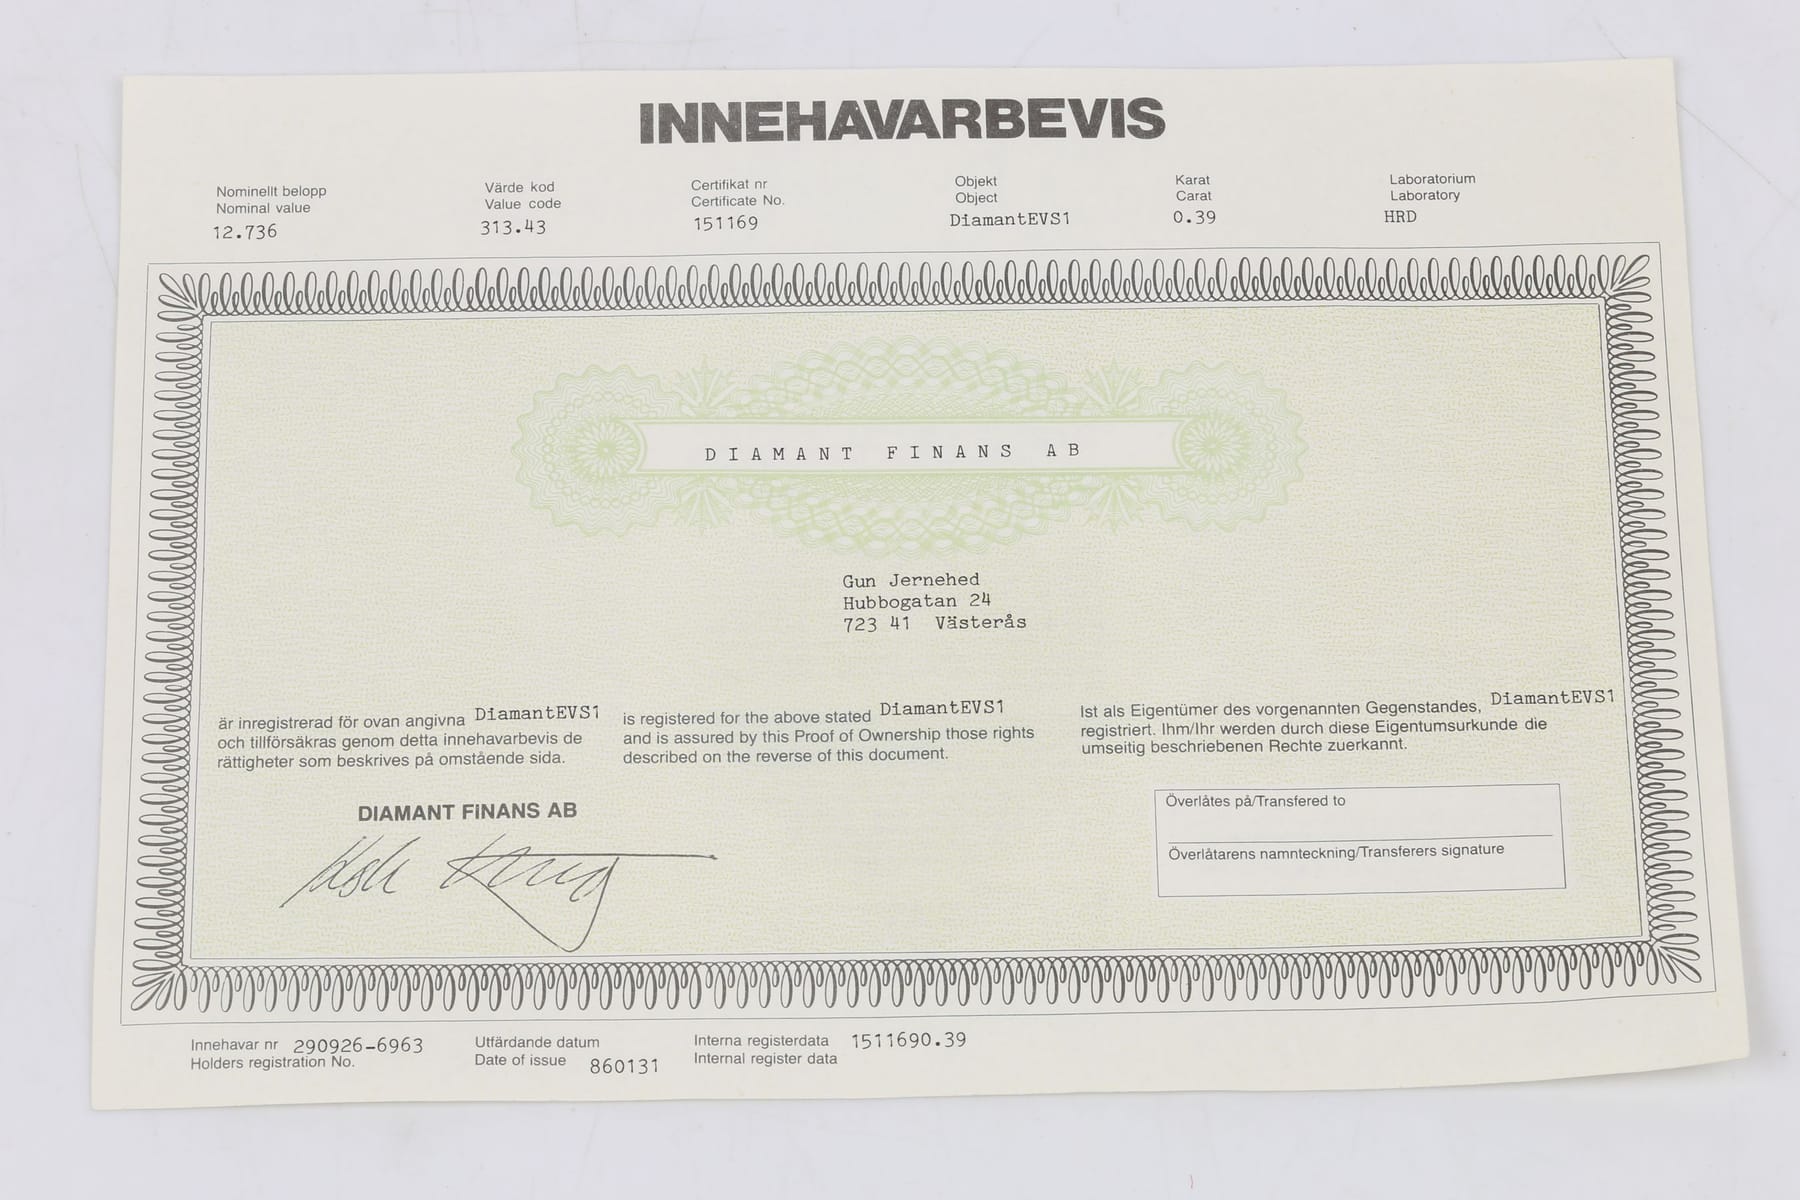 INNEHAVARBEVIS
Nominellt belopp
Nominal value
12.736
Värde kod
Value code
313.43
Certifikat nr
Certificate No.
151169
Objekt
Object
DiamantEVS1
Karat
Carat
0.39
Laboratorium
Laboratory
HRD
DIAMANT FINANS AB
Gun Jernehed
Hubbogatan 24
723 41 Västerås
är inregistrerad för ovan angivna DiamantEVS1
och tillförsäkras genom detta innehavarbevis de
rättigheter som beskrives på omstående sida.
is registered for the above stated DiamantEVS1
and is assured by this Proof of Ownership those rights
described on the reverse of this document.
Ist als Eigentümer des vorgenannten Gegenstandes, DiamantEVS1
registriert. Ihm/Ihr werden durch diese Eigentumsurkunde die
umseitig beschriebenen Rechte zuerkannt.
DIAMANT FINANS AB
Överlåtes på/Transfered to
Överlåtarens namnteckning/Transferers signature
Innehavar nr 290926-6963
Holders registration No.
Utfärdande datum
Date of issue 860131
Interna registerdata 1511690.39
Internal register data